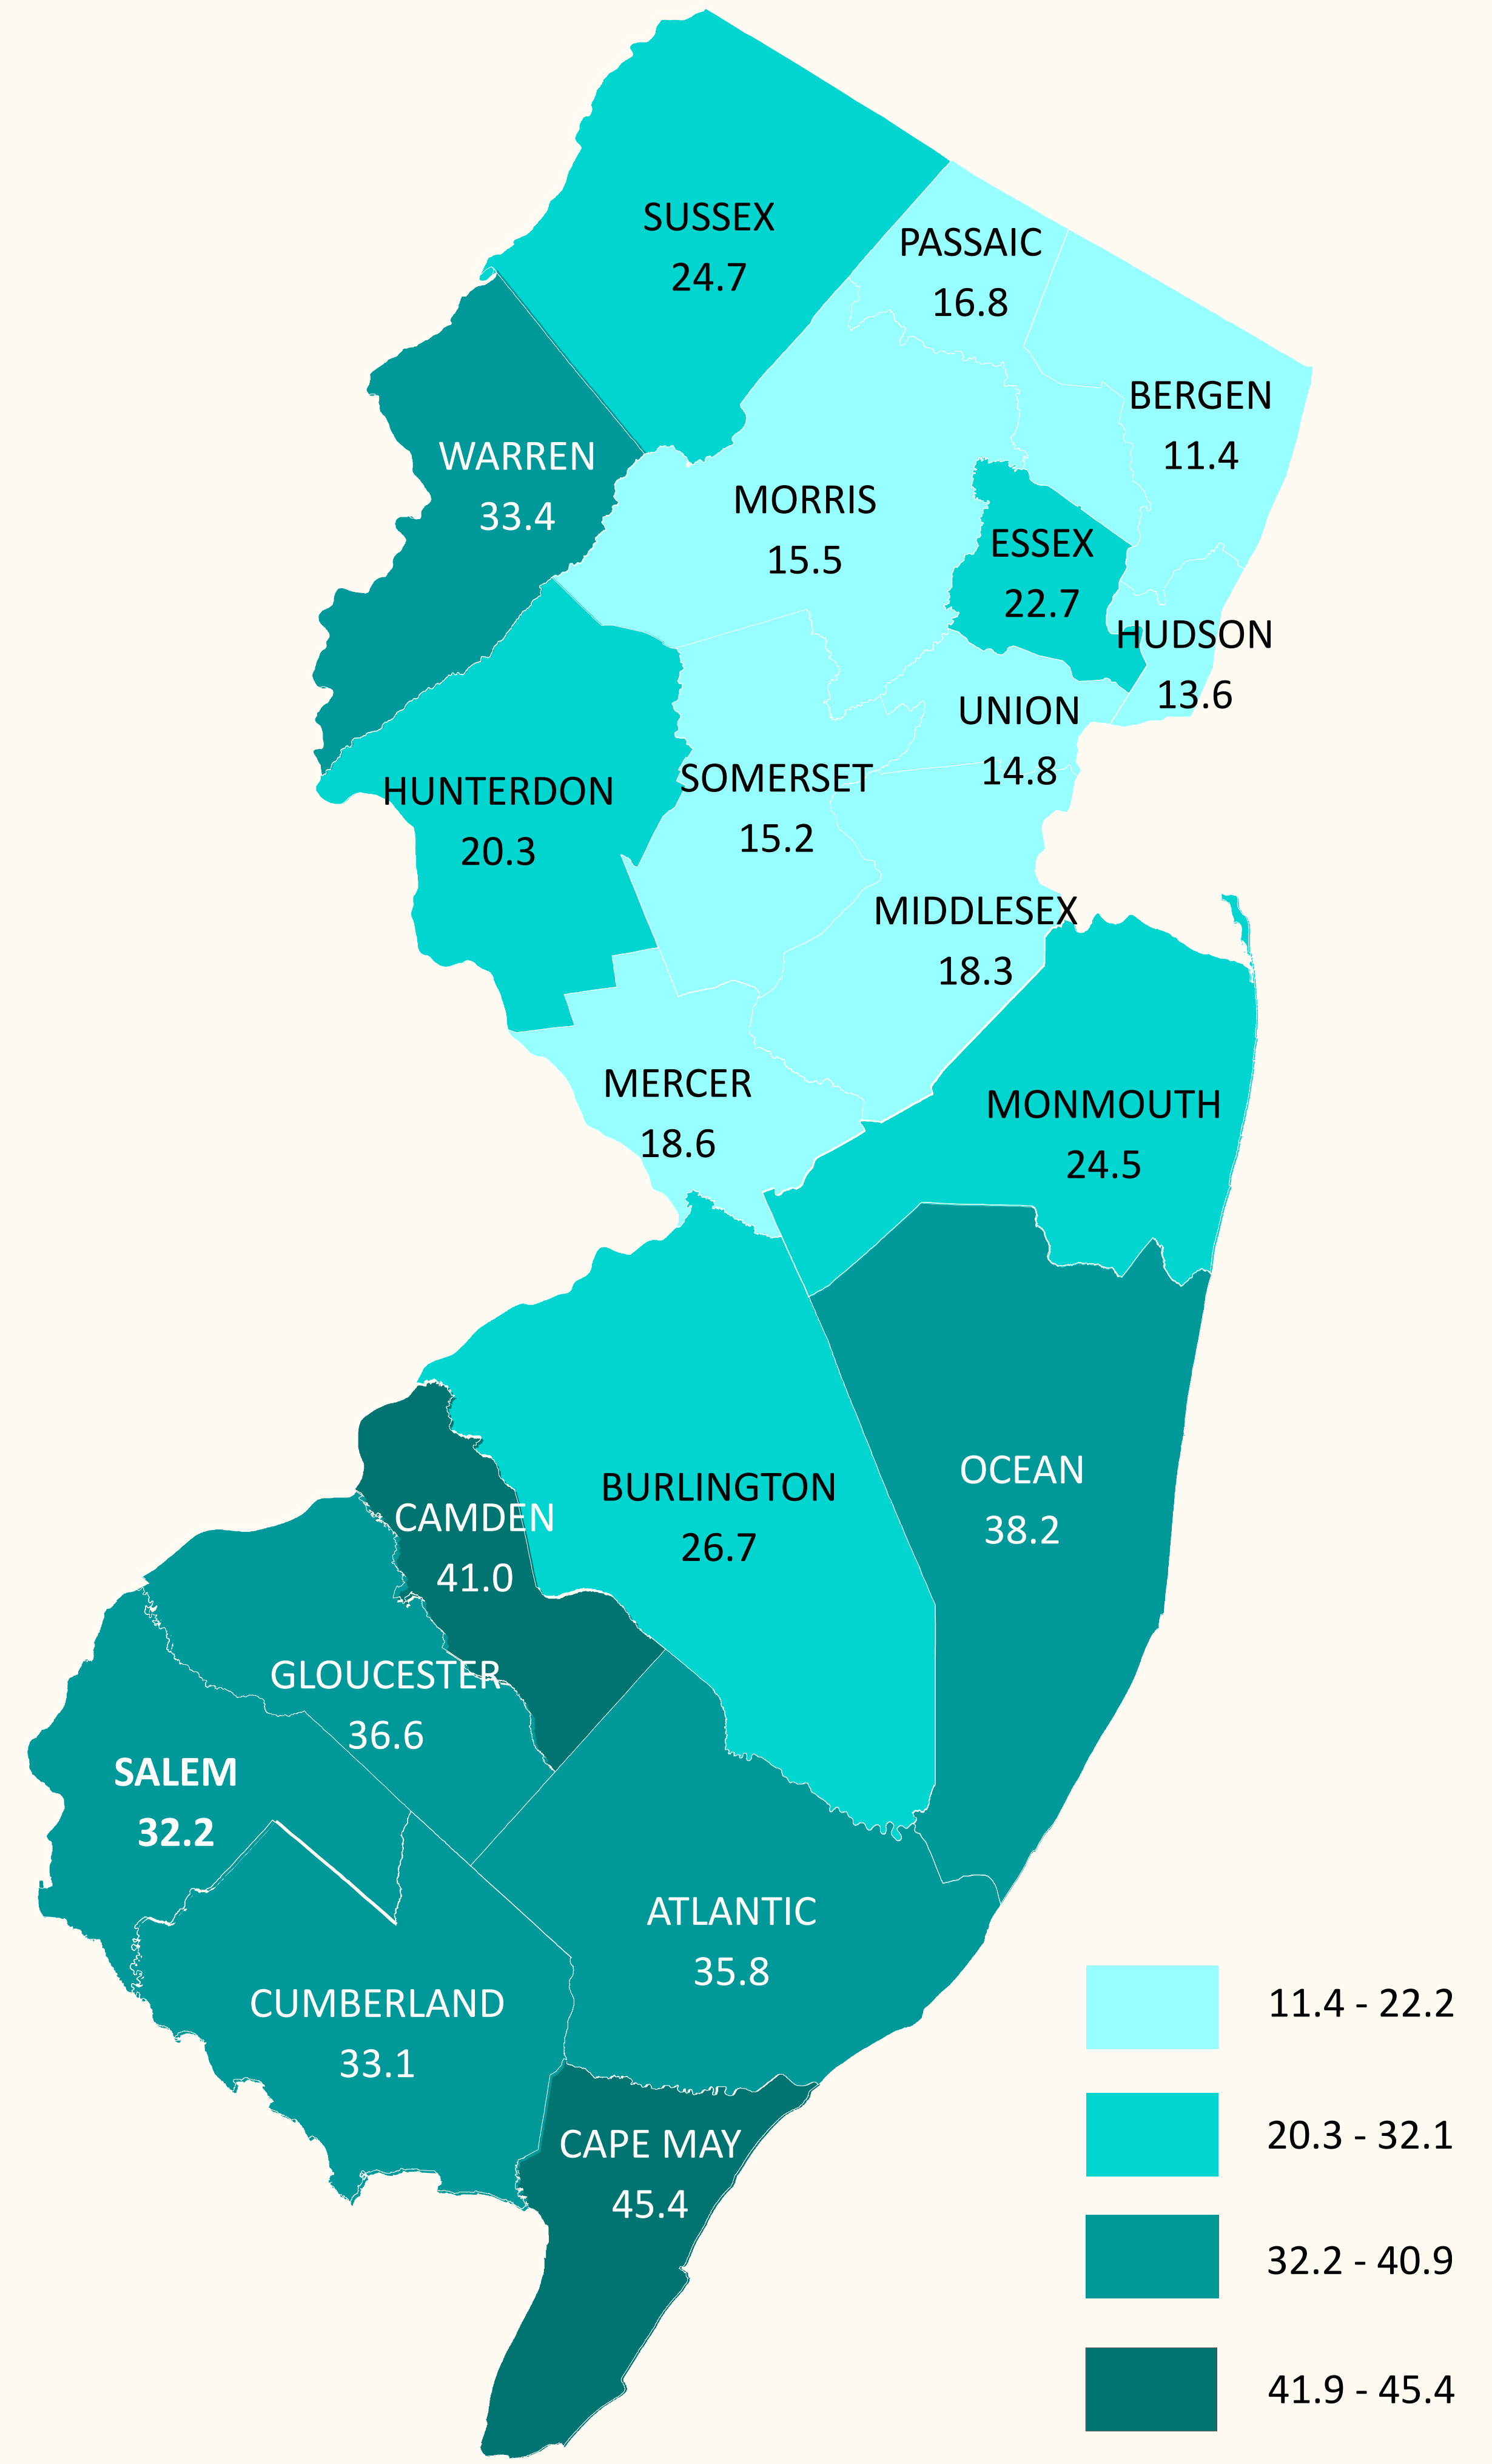 SUSSEX
24.7
PASSAIC
16.8
BERGEN
11.4
WARREN
33.4
MORRIS
15.5
ESSEX
22.7
HUDSON
13.6
UNION
14.8
HUNTERDON
20.3
SOMERSET
15.2
MIDDLESEX
18.3
MERCER
18.6
MONMOUTH
24.5
OCEAN
38.2
BURLINGTON
26.7
CAMDEN
41.0
GLOUCESTER
36.6
SALEM
32.2
ATLANTIC
35.8
CUMBERLAND
33.1
CAPE MAY
45.4
11.4 - 22.2
20.3 - 32.1
32.2 - 40.9
41.9 - 45.4